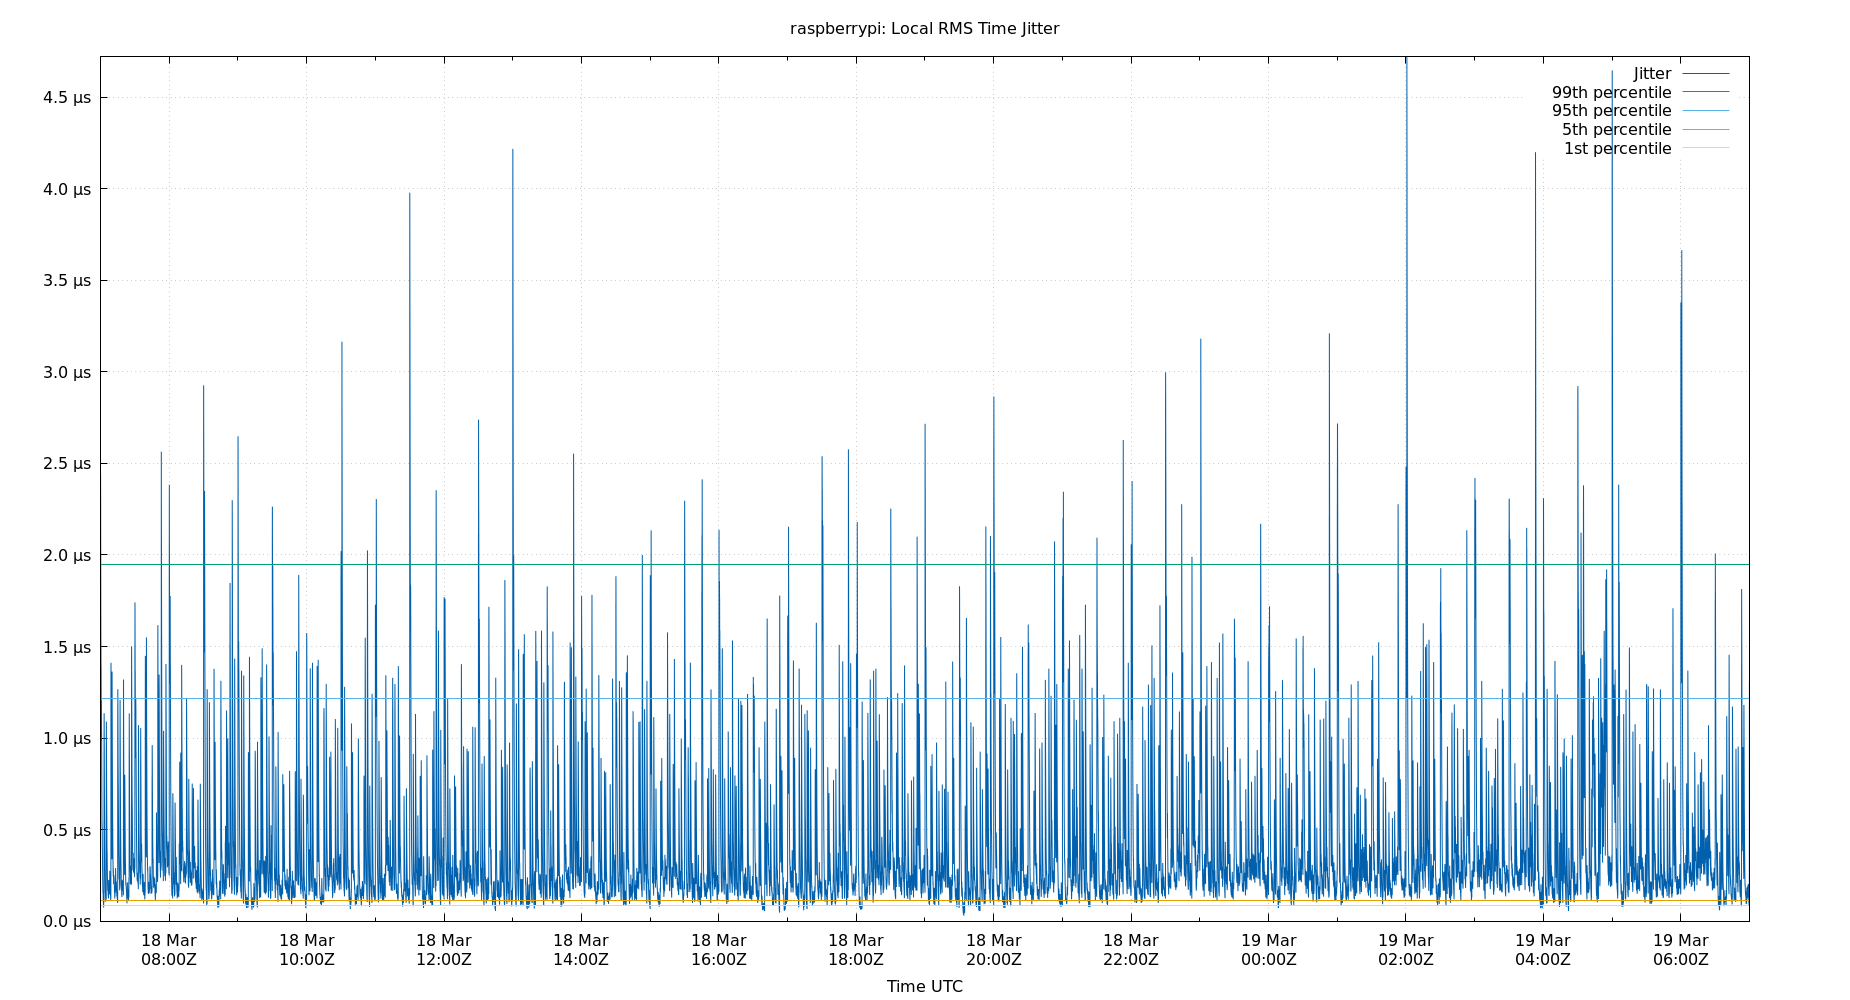 raspberrypi: Local RMS Time Jitter
Jitter
99th percentile
95th percentile
5th percentile
1st percentile
4.5 μs
4.0 μs
3.5 μs
3.0 μs
2.5 μs
2.0 μs
1.5 μs
1.0 μs
0.5 μs
0.0 μs
18 Mar 18 Mar 18 Mar 18 Mar 18 Mar 18 Mar 18 Mar 18 Mar 19 Mar 19 Mar 19 Mar 19 Mar
08:00Z 10:00Z 12:00Z 14:00Z 16:00Z 18:00Z 20:00Z 22:00Z 00:00Z 02:00Z 04:00Z 06:00Z
Time UTC